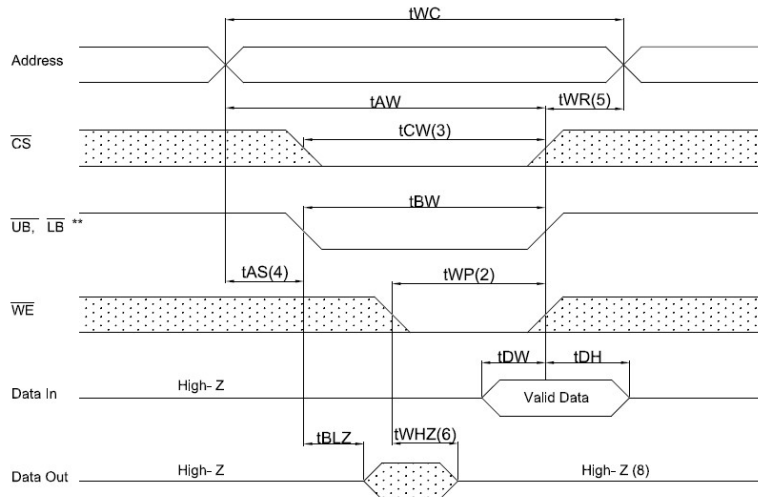 tWC
Address
tAW
tWR(5)
CS
tCW(3)
UB, LB **
tBW
tAS(4)
tWP(2)
WE
tDW
tDH
Data In
High- Z
Valid Data
tBLZ
tWHZ(6)
Data Out
High- Z
High- Z (8)